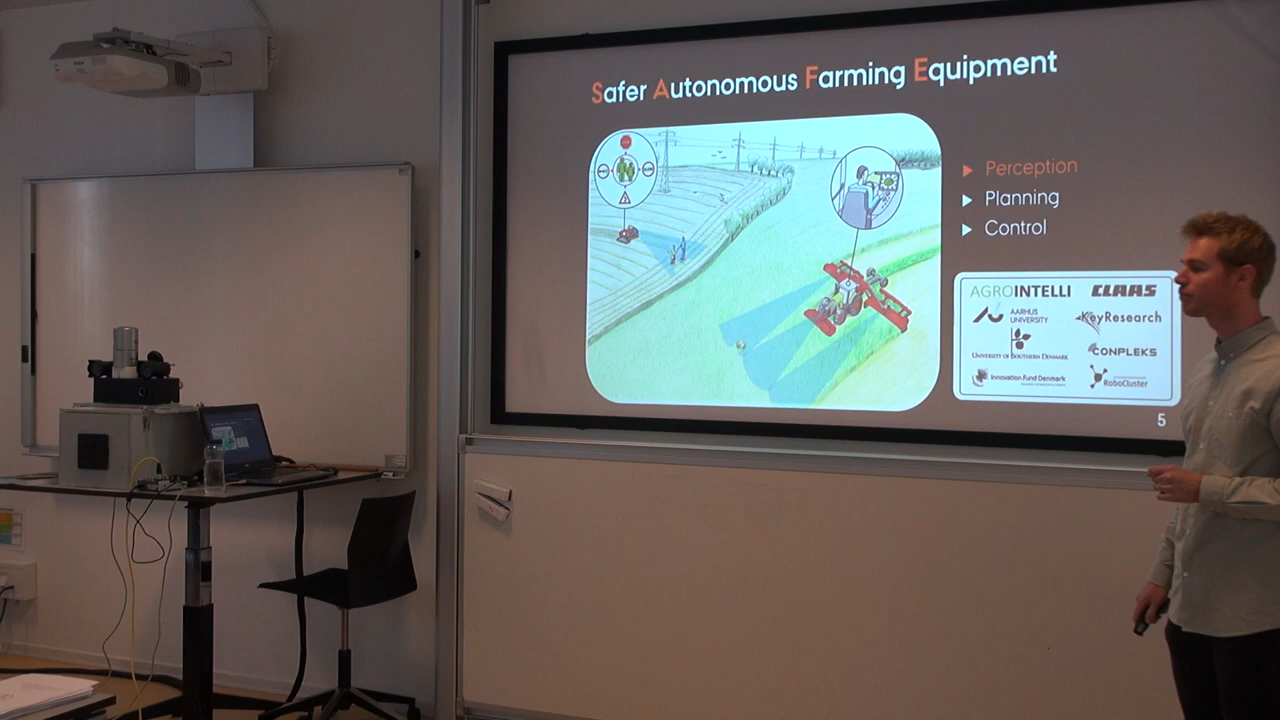 EPSON
Safer Autonomous Farming Equipment
Perception
Planning
Control
AGROINTELLI
CLAAS
AARHUS
UNIVERSITY
KeyResearch
UNIVERSITY OF SOUTHERN DENMARK
CONPLEKS
Innovation Fund Denmark
RoboCluster
5